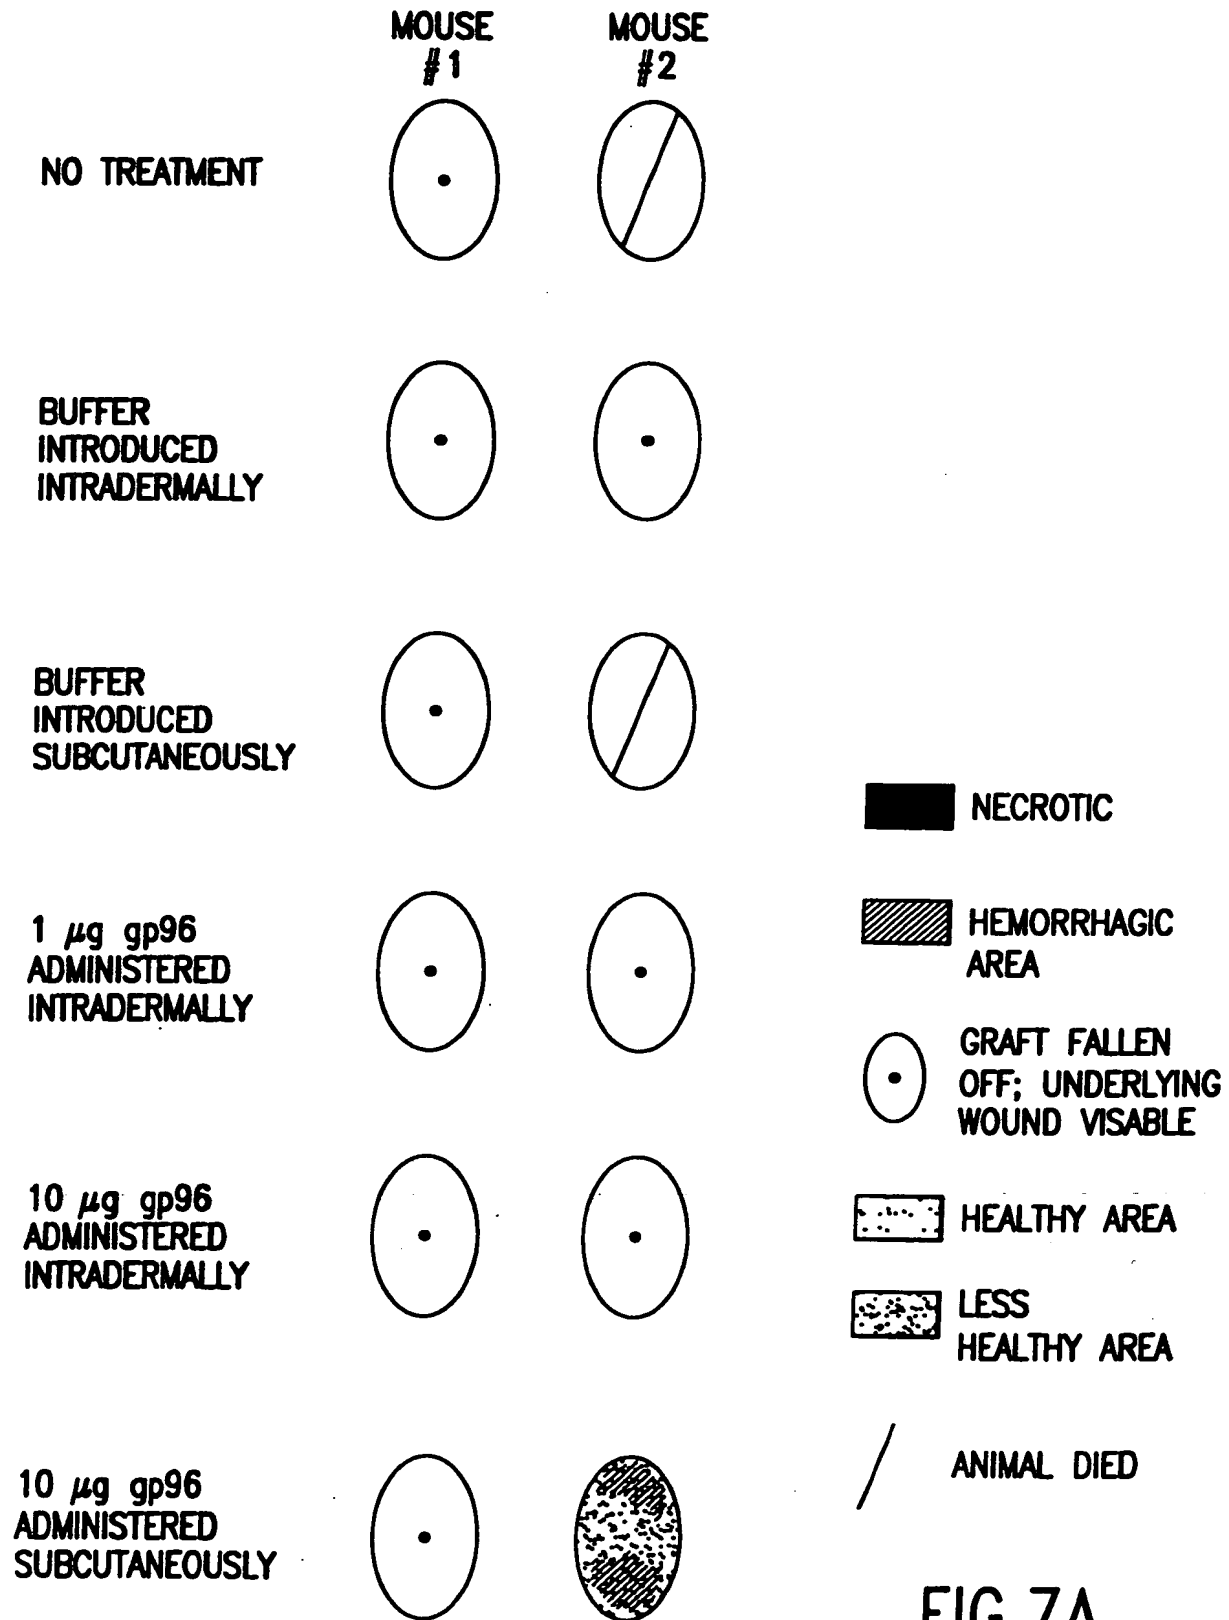 MOUSE
#1
MOUSE
#2
NO TREATMENT
BUFFER
INTRODUCED
INTRADERMALLY
BUFFER
INTRODUCED
SUBCUTANEOUSLY
1 μg gp96
ADMINISTERED
INTRADERMALLY
10 μg gp96
ADMINISTERED
INTRADERMALLY
10 μg gp96
ADMINISTERED
SUBCUTANEOUSLY
NECROTIC
HEMORRHAGIC
AREA
GRAFT FALLEN
OFF; UNDERLYING
WOUND VISABLE
HEALTHY AREA
LESS
HEALTHY AREA
ANIMAL DIED
FIG.7A